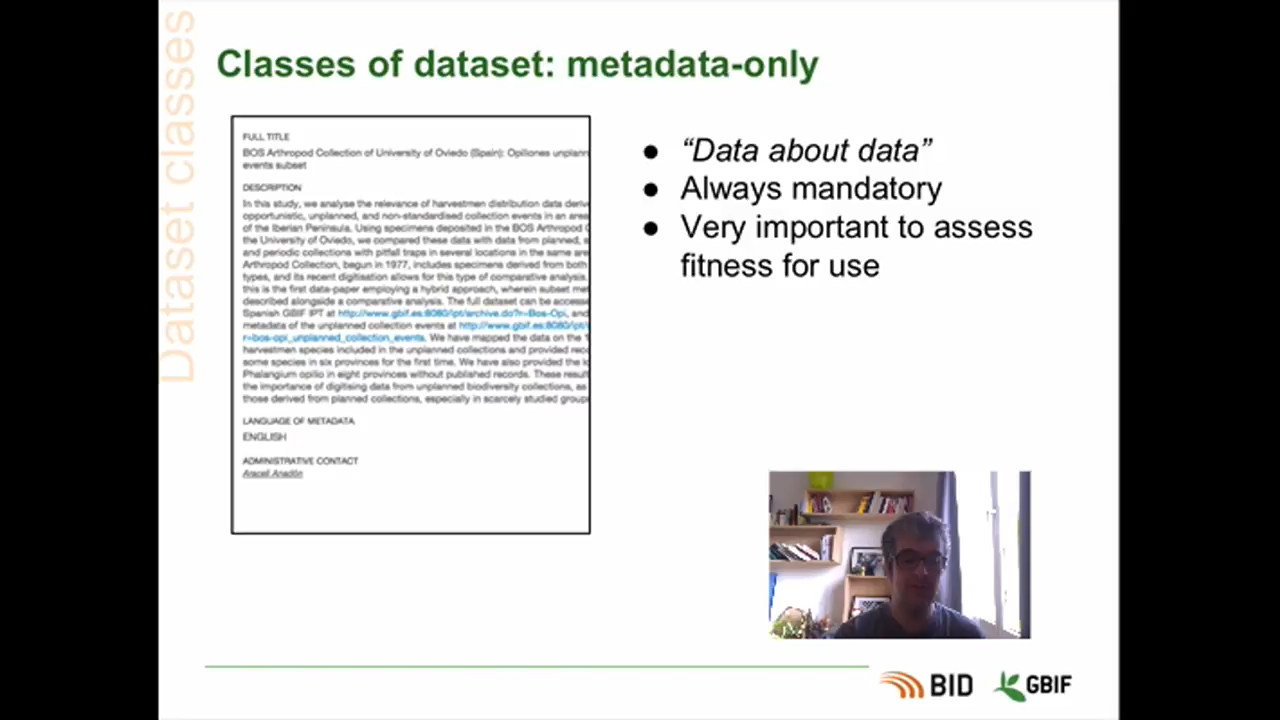 Dataset classes
Classes of dataset: metadata-only
FULL TITLE
BOS Arthropod Collection of University of Oviedo (Spain): Opiliones unplann
events subset
DESCRIPTION
In this study, we analyse the relevance of harvestmen distribution data deriv
opportunistic, unplanned, and non-standardised collection events in an area
of the Iberian Peninsula. Using specimens deposited in the BOS Arthropod C
the University of Oviedo, we compared these data with data from planned, s
and periodic collections with pitfall traps in several locations in the same are
Arthropod Collection, begun in 1977, includes specimens derived from both
types, and its recent digitisation allows for this type of comparative analysis.
this is the first data-paper employing a hybrid approach, wherein subset met
described alongside a comparative analysis. The full dataset can be accesse
Spanish GBIF IPT at http://www.gbif.es:8080/ipt/archive.do?r=Bos-Opi, and
metadata of the unplanned collection events at http://www.gbif.es:8080/ipt/
r=bos-opi_unplanned_collection_events. We have mapped the data on the
harvestmen species included in the unplanned collections and provided reco
some species in six provinces for the first time. We have also provided the lo
Phalangium opilio in eight provinces without published records. These result
the importance of digitising data from unplanned biodiversity collections, as
those derived from planned collections, especially in scarcely studied group
LANGUAGE OF METADATA
ENGLISH
ADMINISTRATIVE CONTACT
Araceli Anadón
● “Data about data”
● Always mandatory
● Very important to assess
fitness for use
BID
GBIF